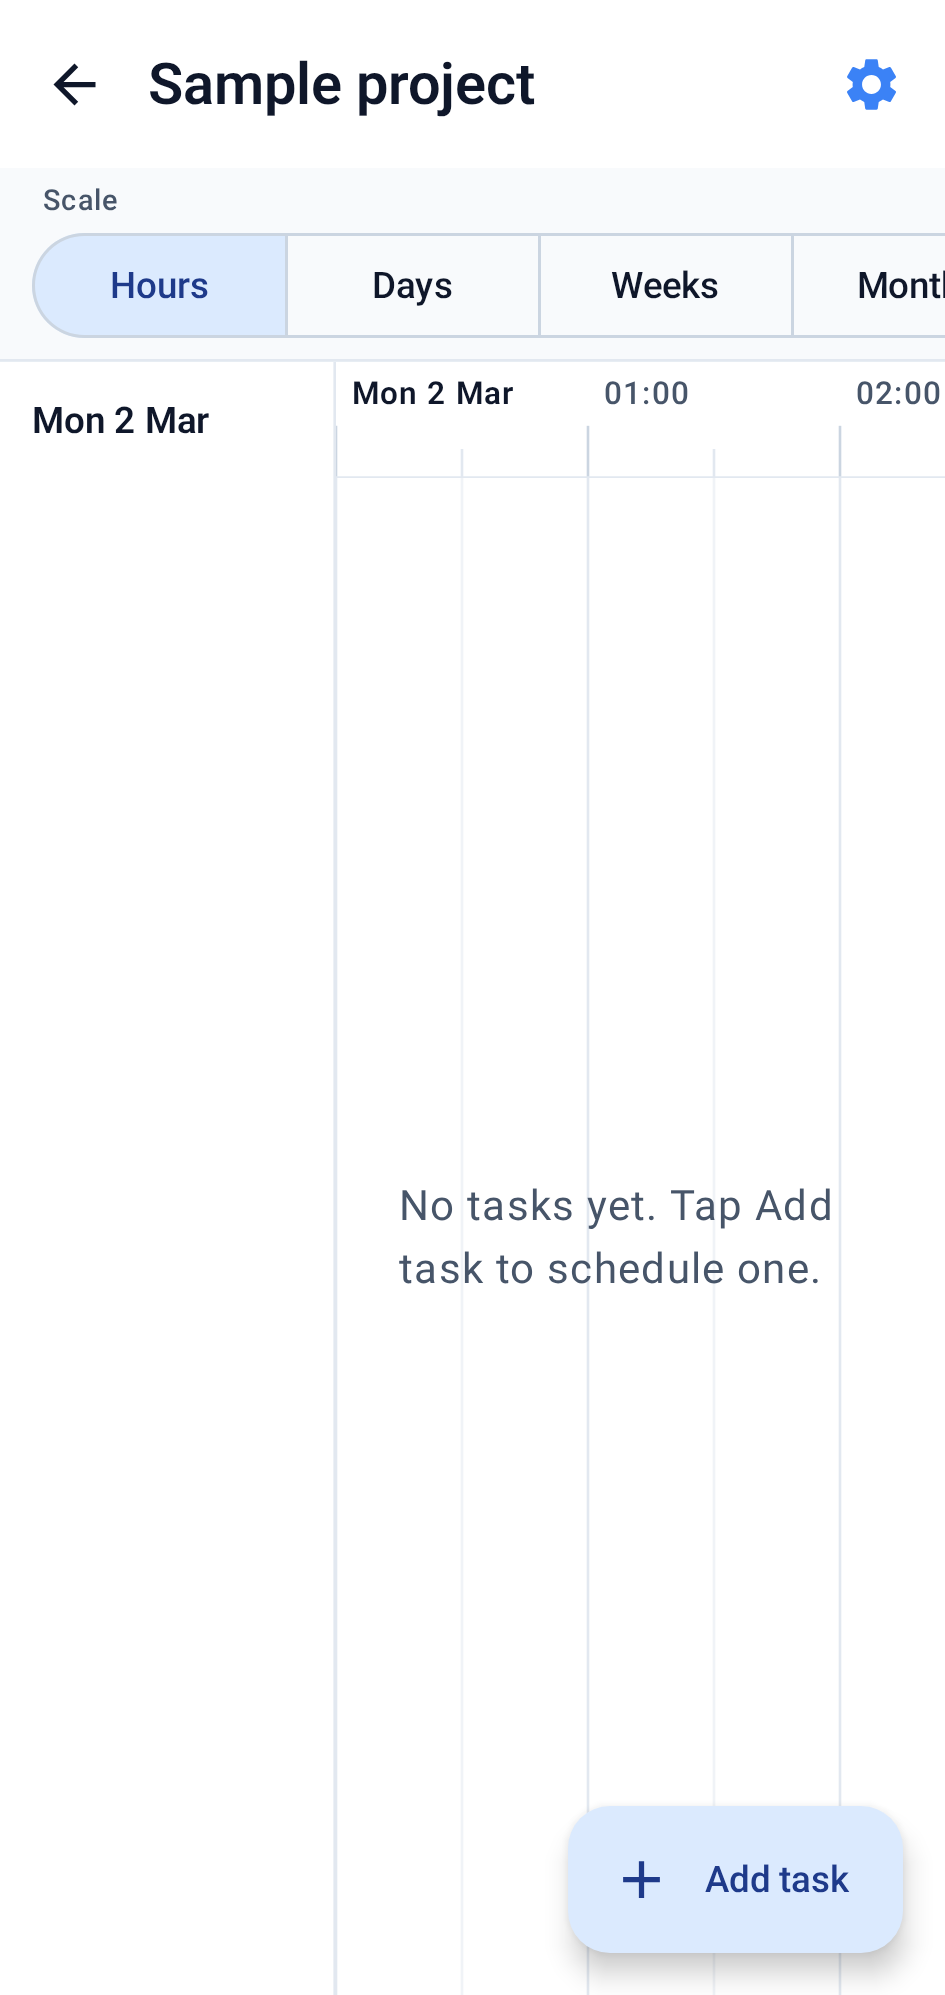 Sample project
Scale
Hours Days Weeks
Mon 2 Mar
Mon 2 Mar 01:00 02:00
No tasks yet. Tap Add
task to schedule one.
Add task